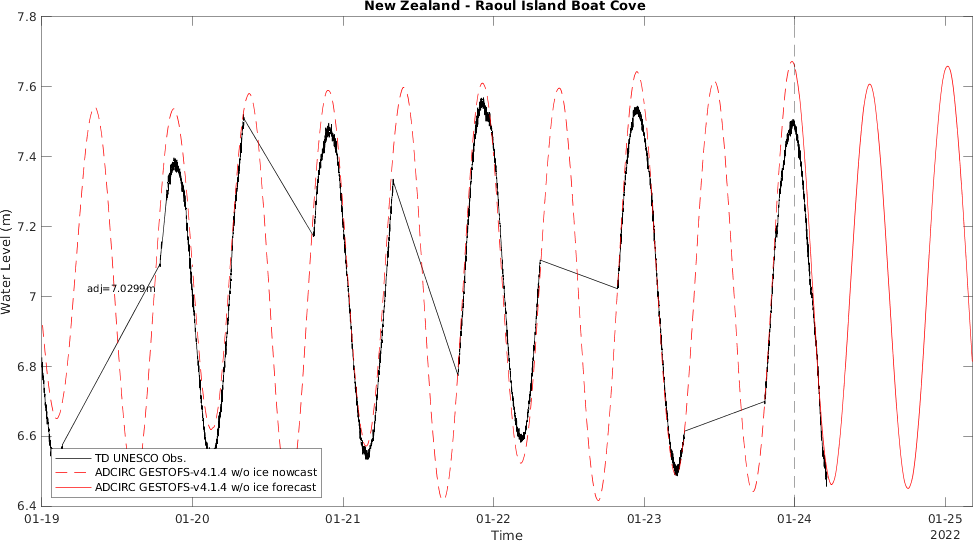 New Zealand - Raoul Island Boat Cove
Water Level (m)
7.8
7.6
7.4
7.2
7
6.8
6.6
6.4
adj=7.0299m
TD UNESCO Obs.
ADCIRC GESTOFS-v4.1.4 w/o ice nowcast
ADCIRC GESTOFS-v4.1.4 w/o ice forecast
01-19 01-20 01-21 01-22 01-23 01-24 01-25
Time
2022